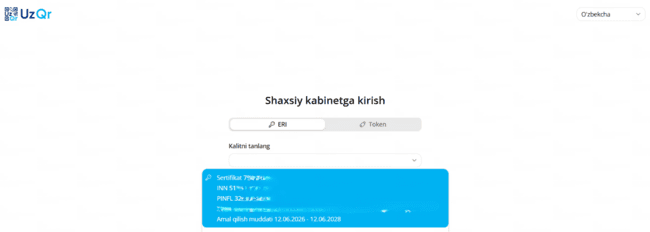 UzQr
O'zbekcha
Shaxsiy kabinetga kirish
ERI
Token
Kalitni tanlang
Sertifikat
INN
PINFL
Amal qilish muddati 12.06.2026 - 12.06.2028